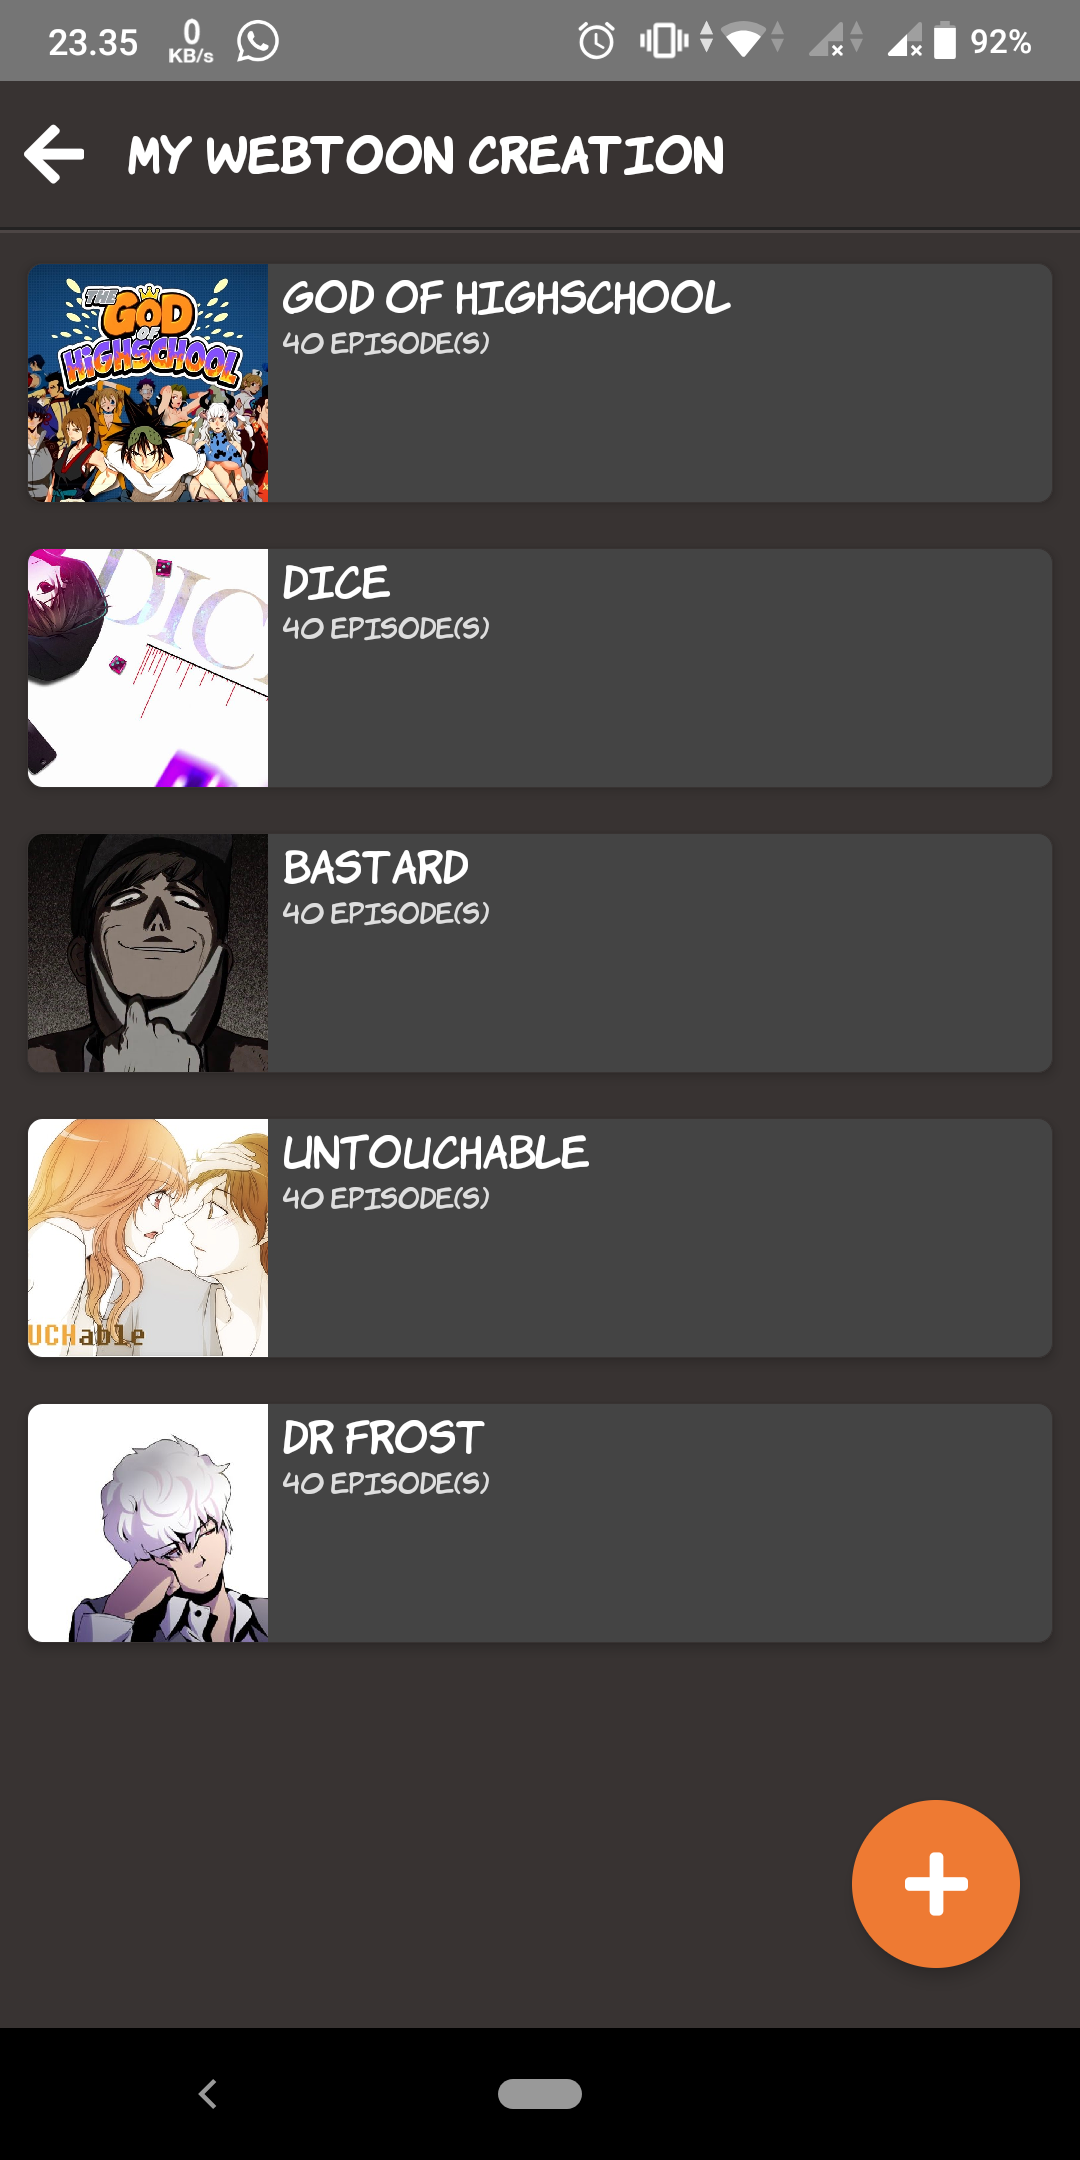 23.35 0 KB/s 92%
MY WEBTOON CREATION
THE GOD OF HIGHSCHOOL
GOD OF HIGHSCHOOL
40 EPISODE(S)
DIC
DICE
40 EPISODE(S)
BASTARD
40 EPISODE(S)
UNTOUCHABLE
40 EPISODE(S)
UCHable
DR FROST
40 EPISODE(S)